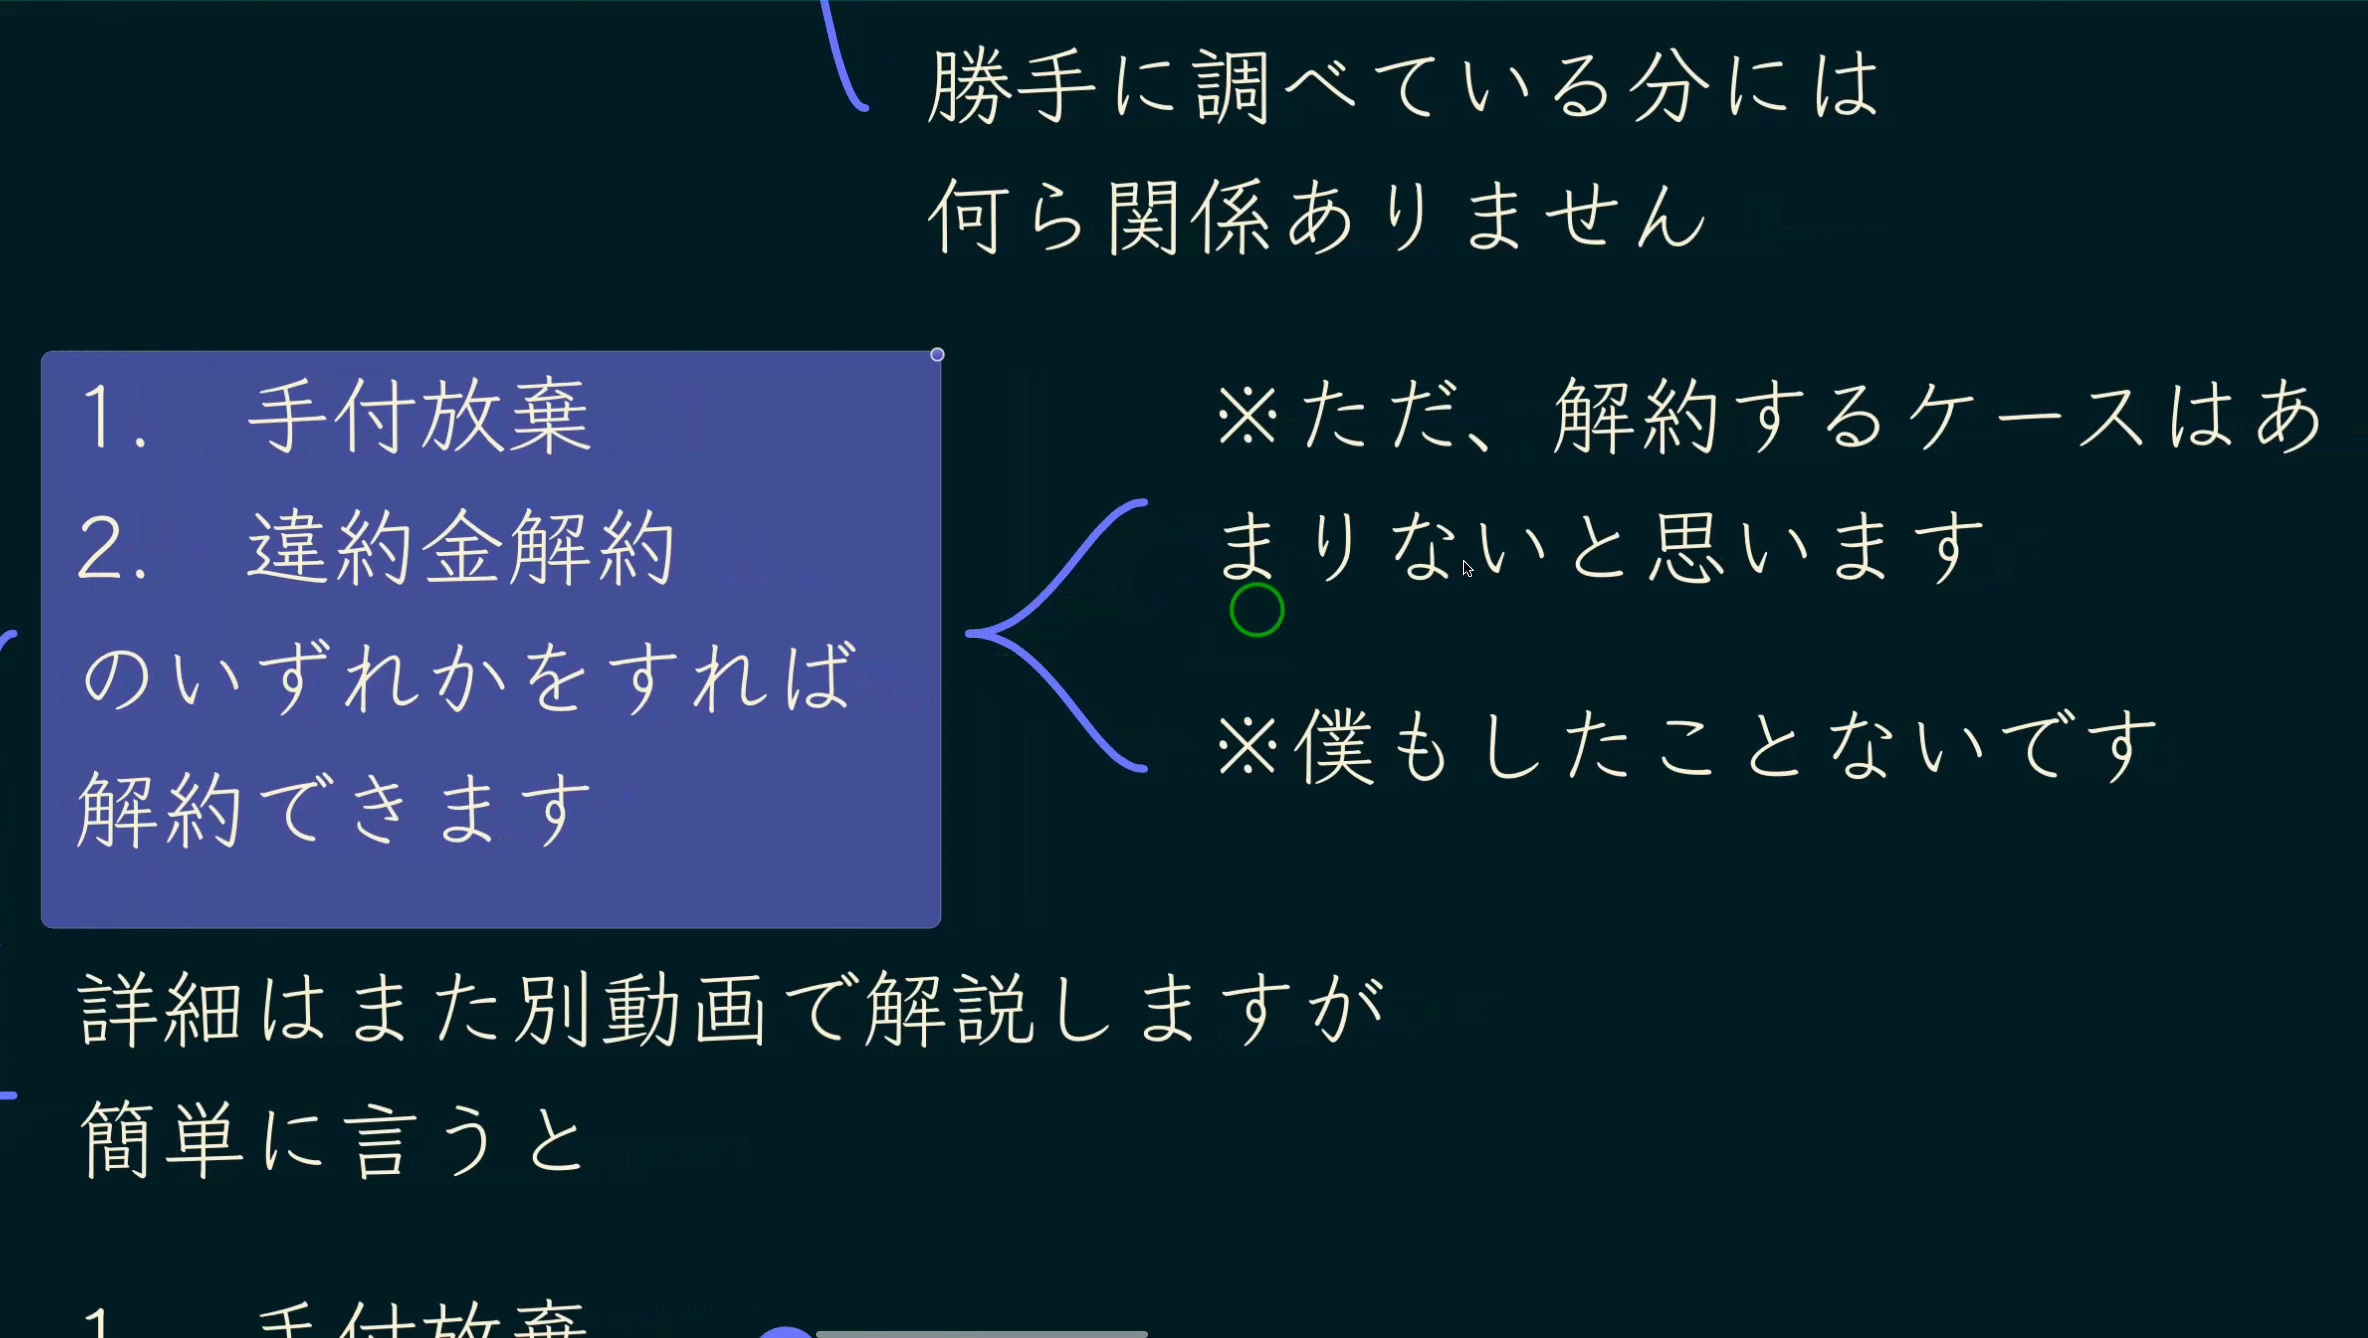 勝手に調べている分には
何ら関係ありません
1. 手付放棄
2. 違約金解約
のいずれかをすれば
解約できます
※ただ、解約するケースはあ
まりないと思います
※僕もしたことないです
詳細はまた別動画で解説しますが
簡単に言うと
1. 手付放棄